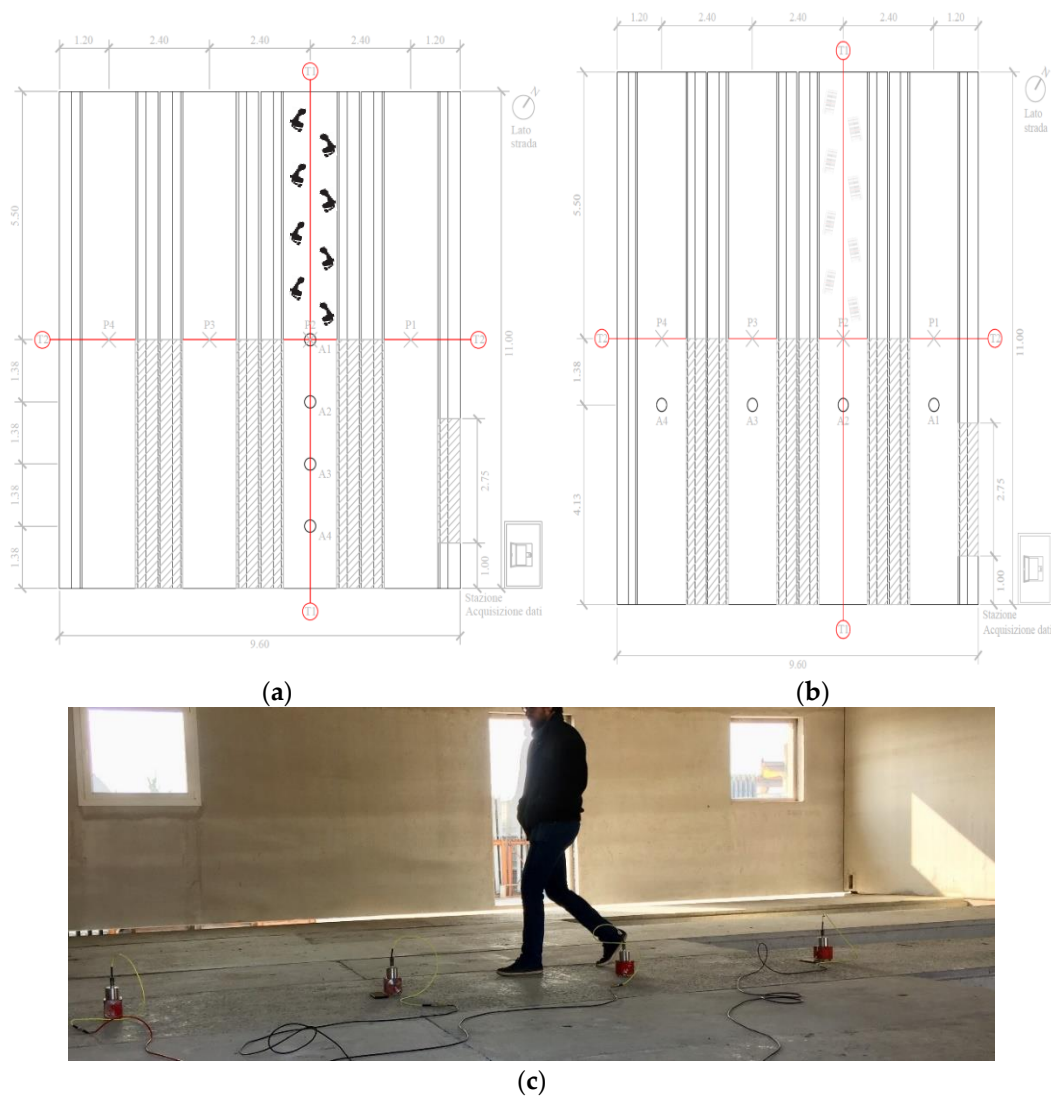 1.20 2.40 2.40 2.40 1.20
T1
N
Lato
strada
5.50
11.00
T2 P4 P3 P2 P1 T2
A1
1.38
A2
1.38
A3
2.75
1.38
A4
1.38
1.00
Stazione
Acquisizione dati
T1
9.60
(a)
1.20 2.40 2.40 2.40 1.20
T1
N
Lato
strada
5.50
11.00
T2 P4 P3 P2 P1 T2
1.38
A4 A3 A2 A1
2.75
4.13
1.00
Stazione
Acquisizione dati
T1
9.60
(b)
(c)